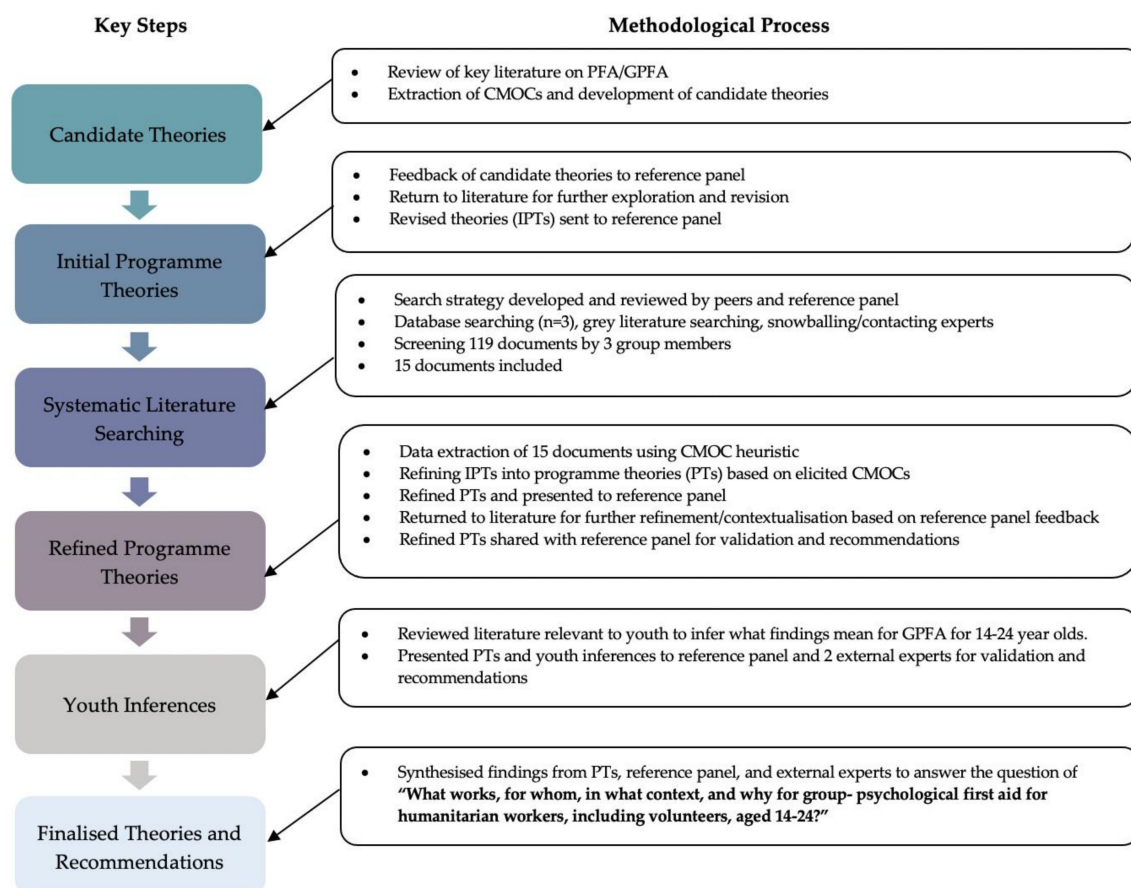 Key Steps
Methodological Process
Candidate Theories
• Review of key literature on PFA/GPFA
• Extraction of CMOCs and development of candidate theories
Initial Programme
Theories
• Feedback of candidate theories to reference panel
• Return to literature for further exploration and revision
• Revised theories (IPTs) sent to reference panel
Systematic Literature
Searching
• Search strategy developed and reviewed by peers and reference panel
• Database searching (n=3), grey literature searching, snowballing/contacting experts
• Screening 119 documents by 3 group members
• 15 documents included
Refined Programme
Theories
• Data extraction of 15 documents using CMOC heuristic
• Refining IPTs into programme theories (PTs) based on elicited CMOCs
• Refined PTs and presented to reference panel
• Returned to literature for further refinement/contextualisation based on reference panel feedback
• Refined PTs shared with reference panel for validation and recommendations
Youth Inferences
• Reviewed literature relevant to youth to infer what findings mean for GPFA for 14-24 year olds.
• Presented PTs and youth inferences to reference panel and 2 external experts for validation and
recommendations
Finalised Theories and
Recommendations
• Synthesised findings from PTs, reference panel, and external experts to answer the question of
“What works, for whom, in what context, and why for group- psychological first aid for
humanitarian workers, including volunteers, aged 14-24?”